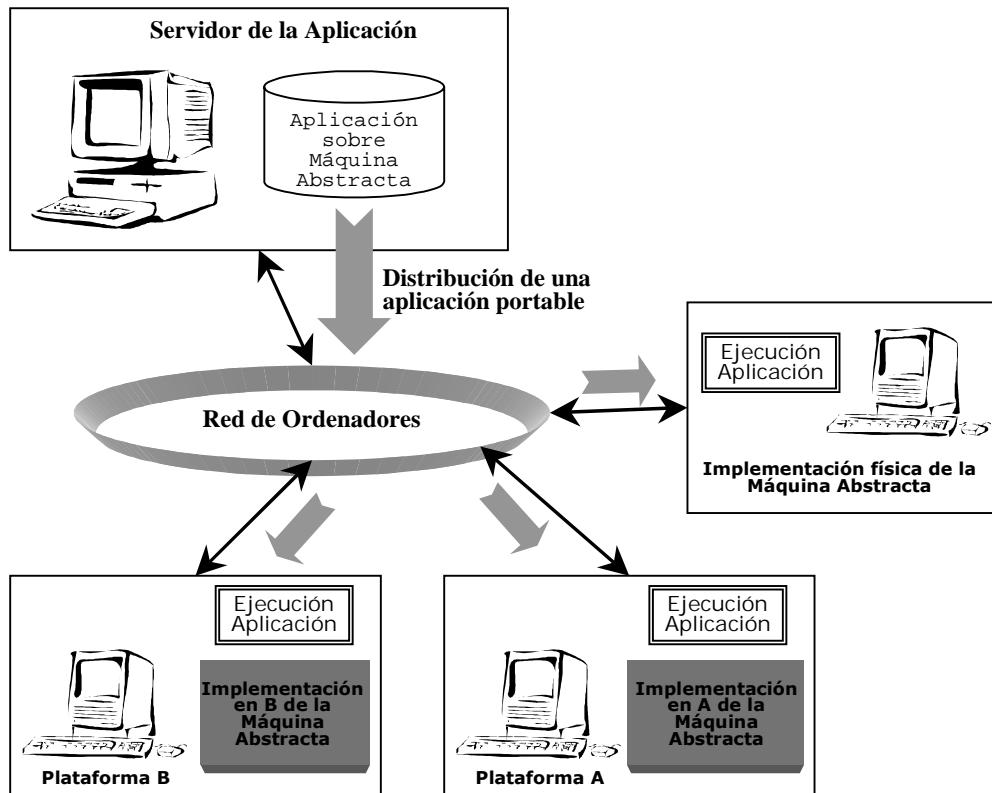 Servidor de la Aplicación
Aplicación
sobre
Máquina
Abstracta
Distribución de una
aplicación portable
Red de Ordenadores
Ejecución
Aplicación
Implementación física de la
Máquina Abstracta
Ejecución
Aplicación
Implementación
en B de la
Máquina
Abstracta
Plataforma B
Ejecución
Aplicación
Implementación
en A de la
Máquina
Abstracta
Plataforma A